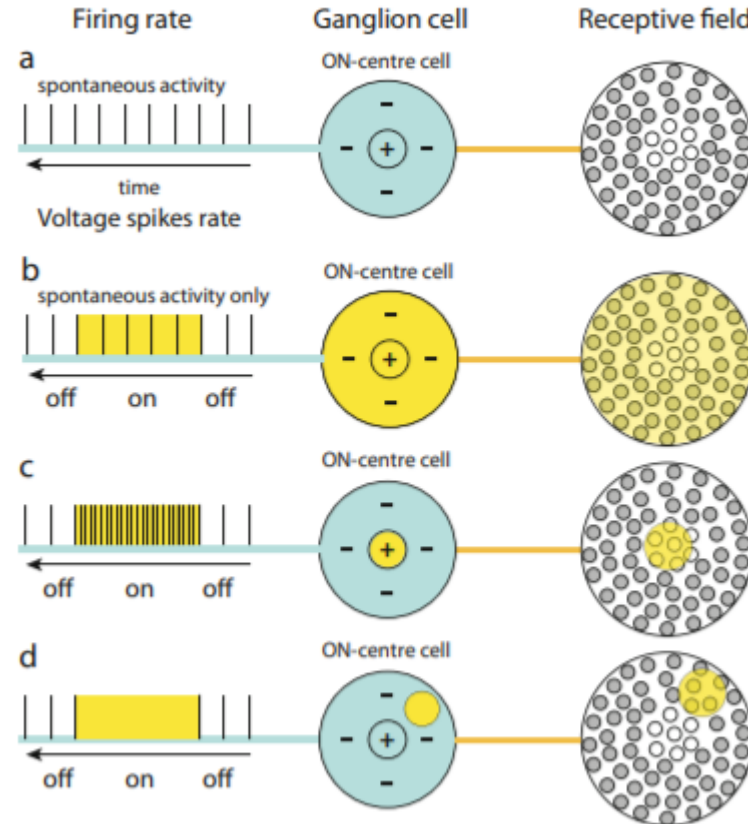 Firing rate
Ganglion cell
Receptive field
a
ON-centre cell
spontaneous activity
-
- + -
-
time
Voltage spikes rate
b
ON-centre cell
spontaneous activity only
-
- + -
-
off on off
c
ON-centre cell
-
- + -
-
off on off
d
ON-centre cell
-
- + -
-
off on off